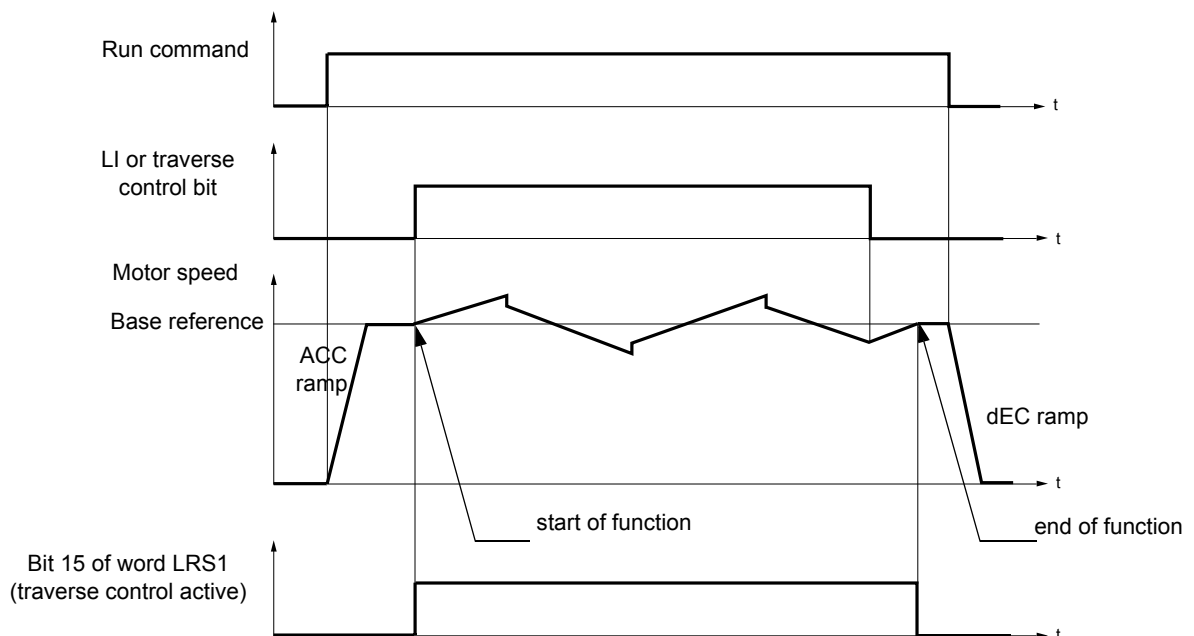 Run command
t
LI or traverse
control bit
t
Motor speed
Base reference
ACC
ramp
dEC ramp
t
start of function
end of function
Bit 15 of word LRS1
(traverse control active)
t